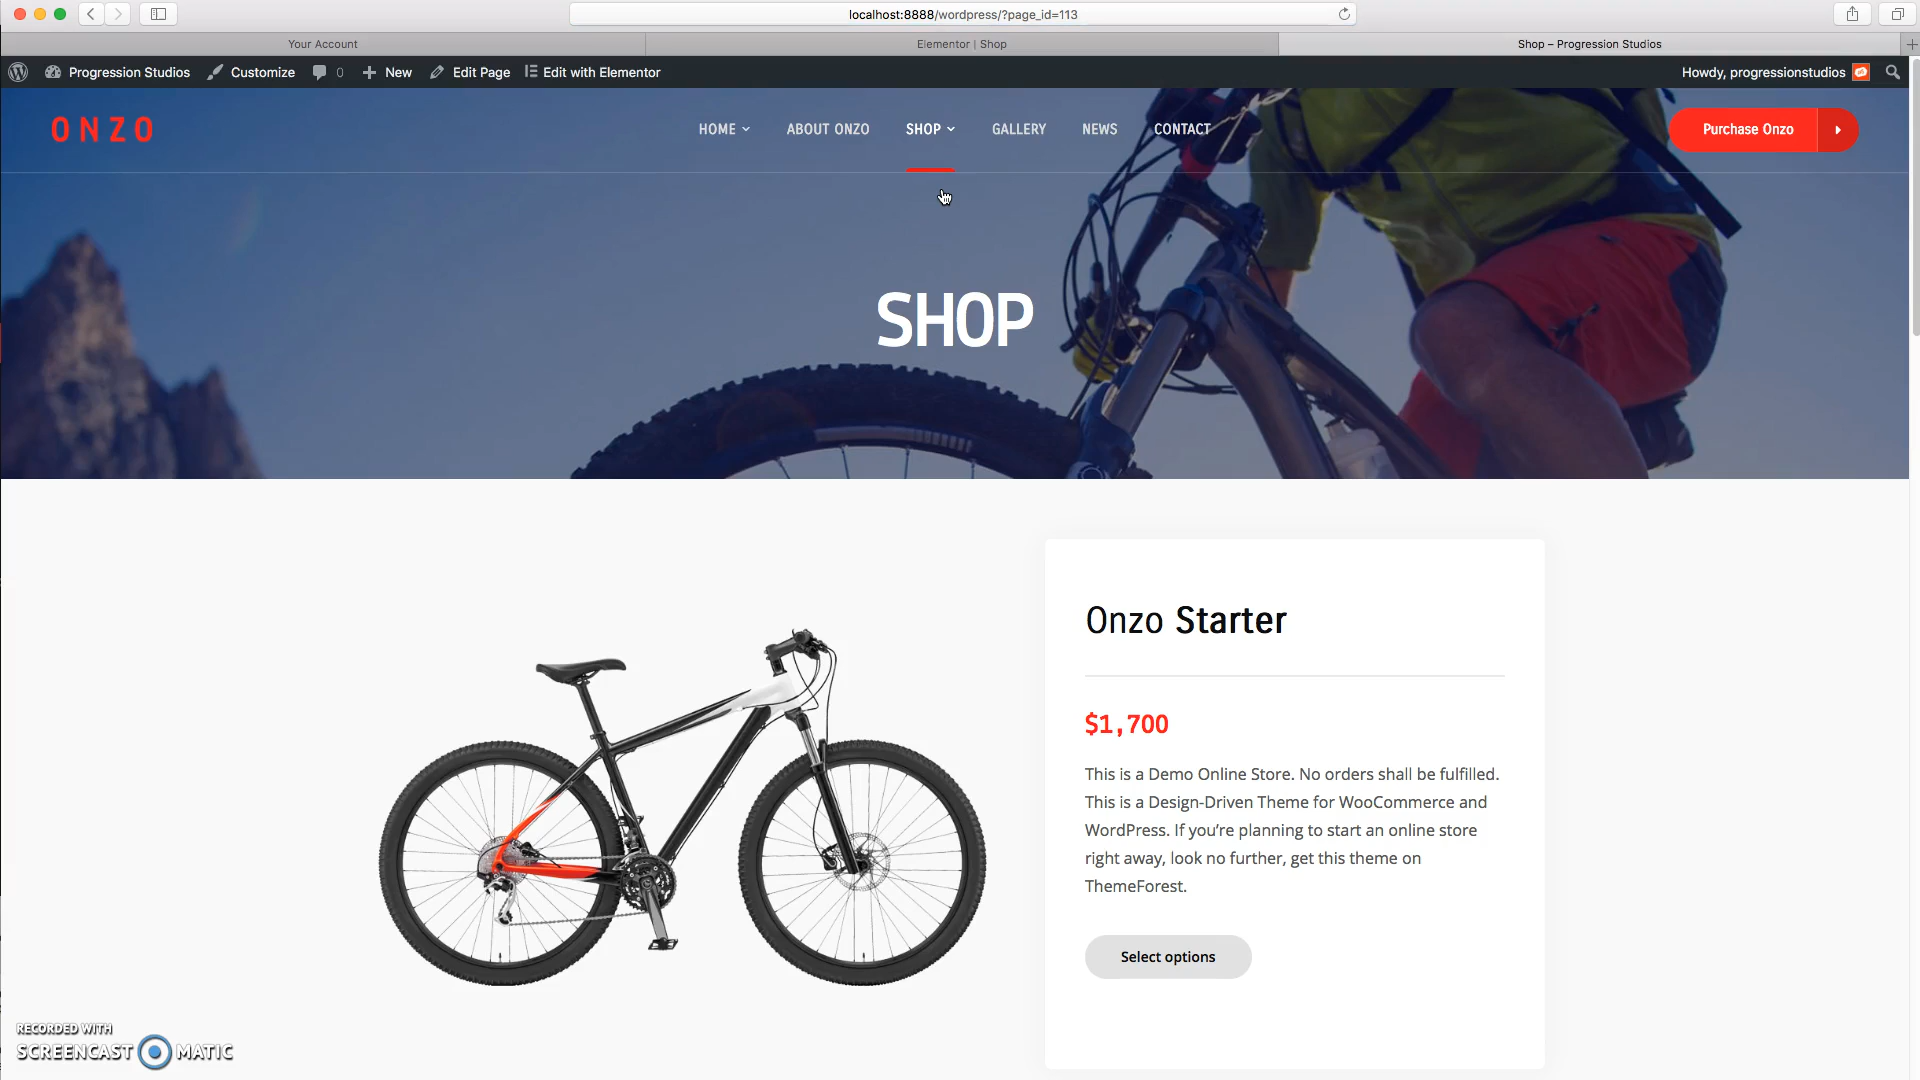 localhost:8888/wordpress/?page_id=113
Your Account
Elementor | Shop
Shop – Progression Studios
Progression Studios
Customize
0
New
Edit Page
Edit with Elementor
Howdy, progressionstudios
ONZO
HOME
ABOUT ONZO
SHOP
GALLERY
NEWS
CONTACT
Purchase Onzo
SHOP
Onzo Starter
$1,700
This is a Demo Online Store. No orders shall be fulfilled.
This is a Design-Driven Theme for WooCommerce and
WordPress. If you’re planning to start an online store
right away, look no further, get this theme on
ThemeForest.
Select options
RECORDED WITH
SCREENCAST MATIC